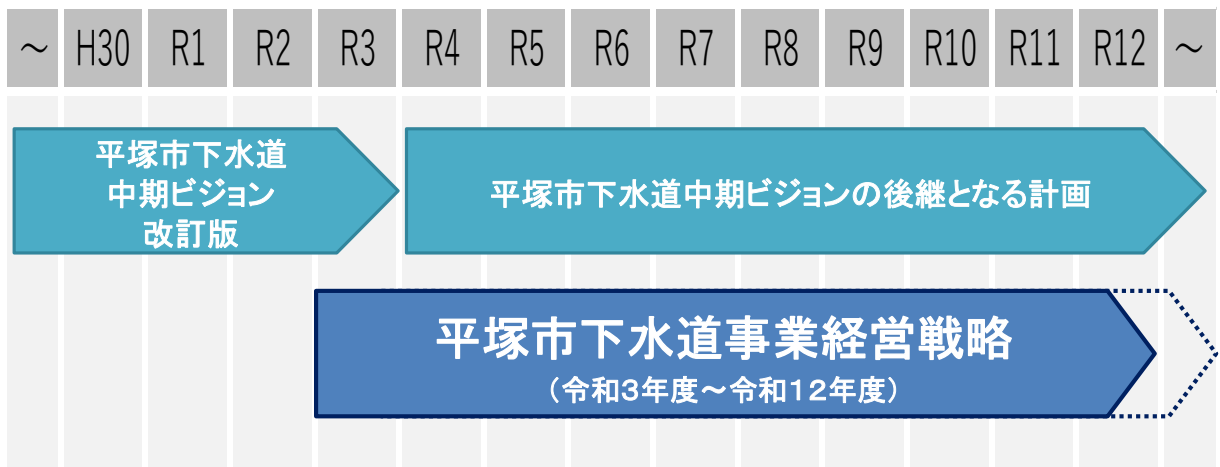 ～ H30 R1 R2 R3 R4 R5 R6 R7 R8 R9 R10 R11 R12 ～
平塚市下水道
中期ビジョン
改訂版
平塚市下水道中期ビジョンの後継となる計画
平塚市下水道事業経営戦略
（令和３年度～令和１２年度）